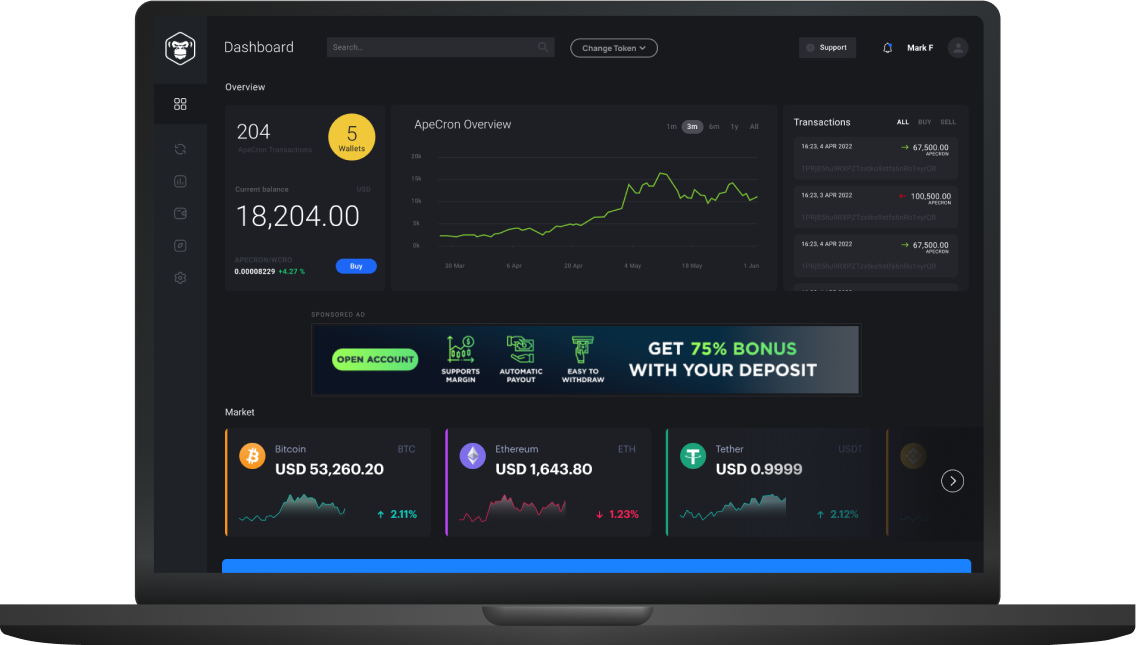 Dashboard
Search...
Change Token
Support
Mark F
Overview
204
ApeCron Transactions
5
Wallets
Current balance
USD
18,204.00
APECRON/WCRO
0.00008229 +4.27 %
Buy
ApeCron Overview
1m 3m 6m 1y All
20k
15k
10k
5k
0k
30 Mar 6 Apr 20 Apr 4 May 18 May 1 Jun
Transactions
ALL BUY SELL
16:23, 4 APR 2022
67,500.00
APECRON
16:23, 3 APR 2022
100,500.00
APECRON
16:23, 4 APR 2022
67,500.00
APECRON
SPONSORED AD
OPEN ACCOUNT
SUPPORTS
MARGIN
AUTOMATIC
PAYOUT
EASY TO
WITHDRAW
GET 75% BONUS
WITH YOUR DEPOSIT
Market
Bitcoin BTC
USD 53,260.20
2.11%
Ethereum ETH
USD 1,643.80
1.23%
Tether USDT
USD 0.9999
2.12%